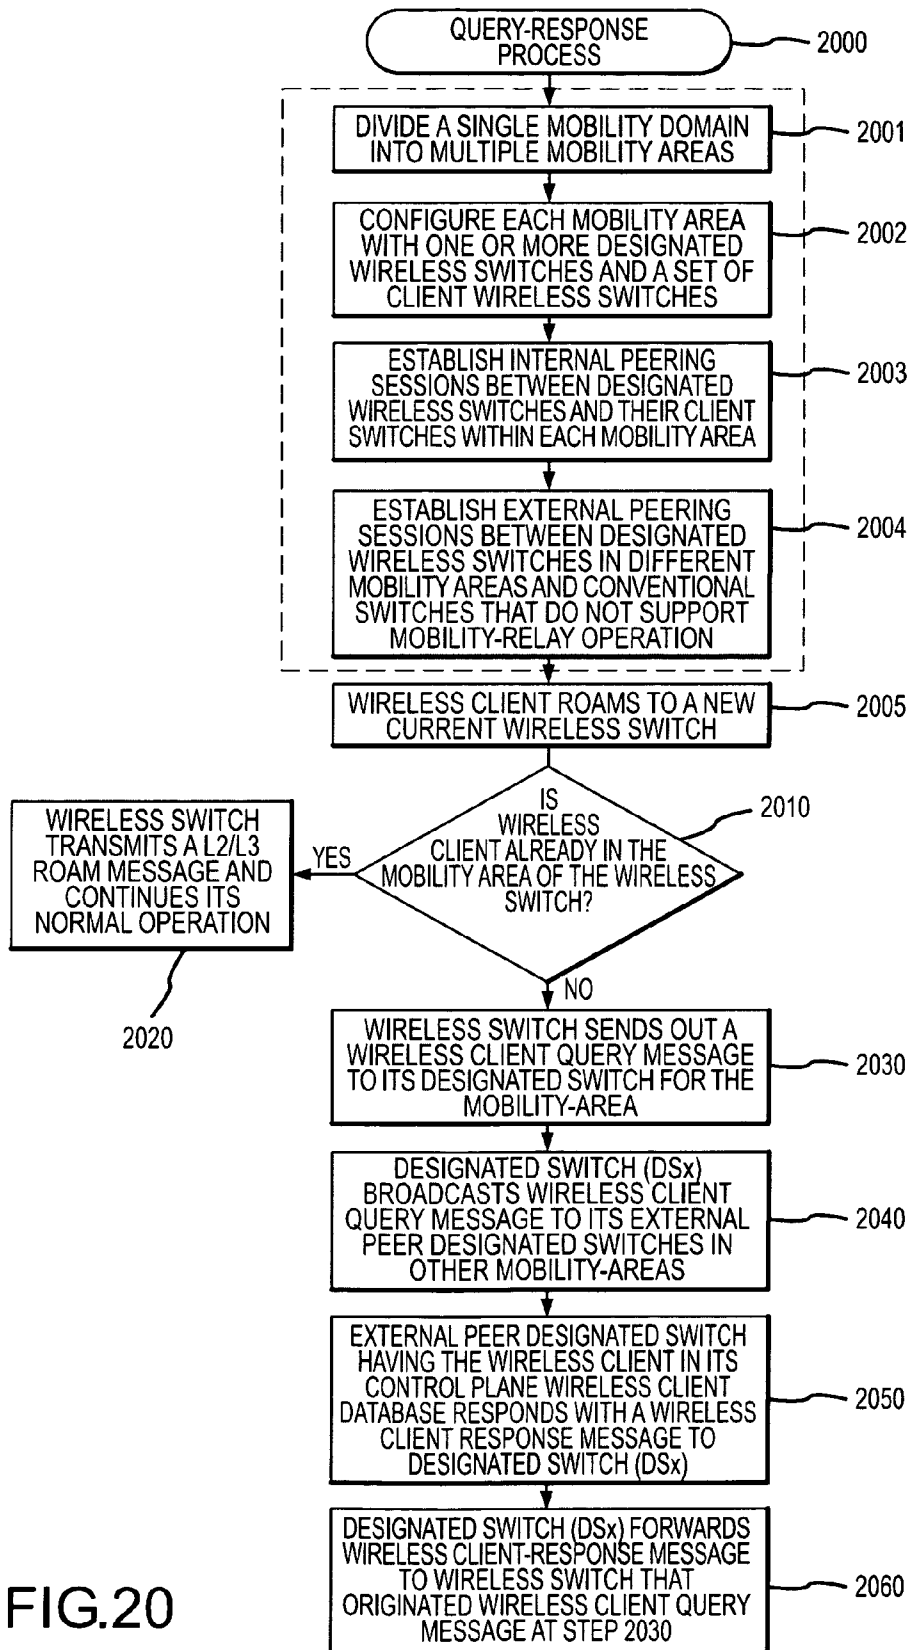 QUERY-RESPONSE
PROCESS
2000
DIVIDE A SINGLE MOBILITY DOMAIN
INTO MULTIPLE MOBILITY AREAS
2001
CONFIGURE EACH MOBILITY AREA
WITH ONE OR MORE DESIGNATED
WIRELESS SWITCHES AND A SET OF
CLIENT WIRELESS SWITCHES
2002
ESTABLISH INTERNAL PEERING
SESSIONS BETWEEN DESIGNATED
WIRELESS SWITCHES AND THEIR CLIENT
SWITCHES WITHIN EACH MOBILITY AREA
2003
ESTABLISH EXTERNAL PEERING
SESSIONS BETWEEN DESIGNATED
WIRELESS SWITCHES IN DIFFERENT
MOBILITY AREAS AND CONVENTIONAL
SWITCHES THAT DO NOT SUPPORT
MOBILITY-RELAY OPERATION
2004
WIRELESS CLIENT ROAMS TO A NEW
CURRENT WIRELESS SWITCH
2005
IS
WIRELESS
CLIENT ALREADY IN THE
MOBILITY AREA OF THE WIRELESS
SWITCH?
2010
YES
WIRELESS SWITCH
TRANSMITS A L2/L3
ROAM MESSAGE AND
CONTINUES ITS
NORMAL OPERATION
2020
NO
WIRELESS SWITCH SENDS OUT A
WIRELESS CLIENT QUERY MESSAGE
TO ITS DESIGNATED SWITCH FOR THE
MOBILITY-AREA
2030
DESIGNATED SWITCH (DSx)
BROADCASTS WIRELESS CLIENT
QUERY MESSAGE TO ITS EXTERNAL
PEER DESIGNATED SWITCHES IN
OTHER MOBILITY-AREAS
2040
EXTERNAL PEER DESIGNATED SWITCH
HAVING THE WIRELESS CLIENT IN ITS
CONTROL PLANE WIRELESS CLIENT
DATABASE RESPONDS WITH A WIRELESS
CLIENT RESPONSE MESSAGE TO
DESIGNATED SWITCH (DSx)
2050
DESIGNATED SWITCH (DSx) FORWARDS
WIRELESS CLIENT-RESPONSE MESSAGE
TO WIRELESS SWITCH THAT
ORIGINATED WIRELESS CLIENT QUERY
MESSAGE AT STEP 2030
2060
FIG.20